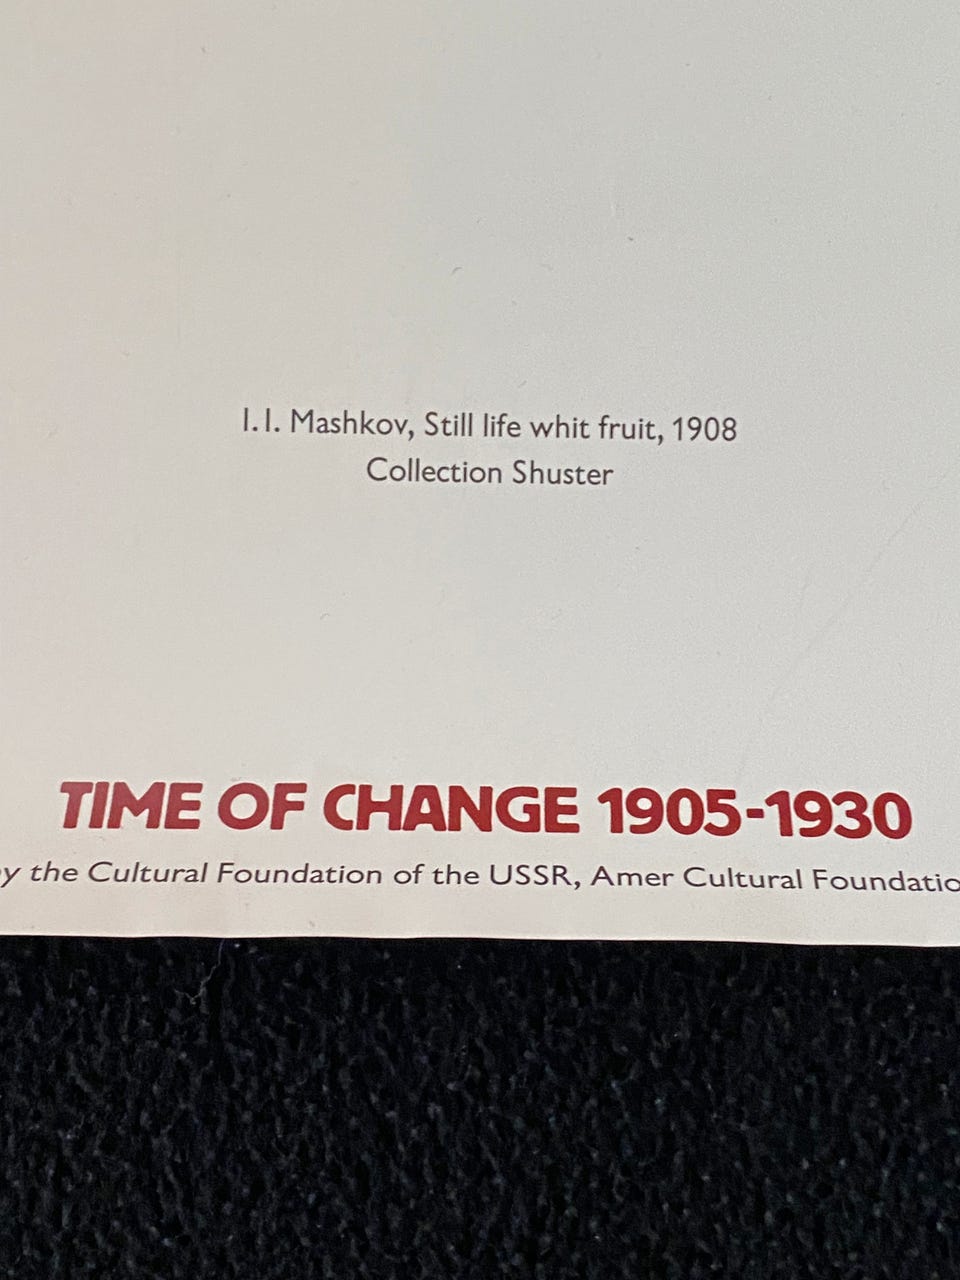 I. I. Mashkov, Still life whit fruit, 1908
Collection Shuster
TIME OF CHANGE 1905-1930
the Cultural Foundation of the USSR, Amer Cultural